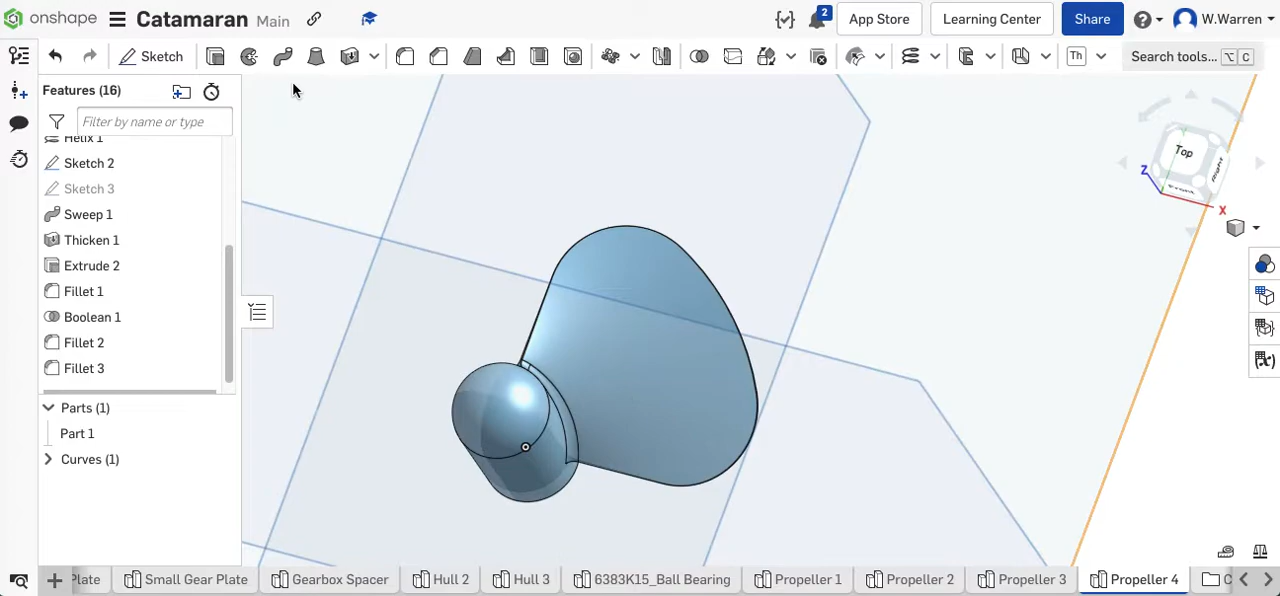 onshape Catamaran Main 2 App Store Learning Center Share W.Warren
Sketch Th Search tools... ⌥ C
Features (16)
Filter by name or type
Helix 1
Sketch 2
Sketch 3
Sweep 1
Thicken 1
Extrude 2
Fillet 1
Boolean 1
Fillet 2
Fillet 3
Parts (1)
Part 1
Curves (1)
Top
Right
Z
X
Plate Small Gear Plate Gearbox Spacer Hull 2 Hull 3 6383K15_Ball Bearing Propeller 1 Propeller 2 Propeller 3 Propeller 4 C